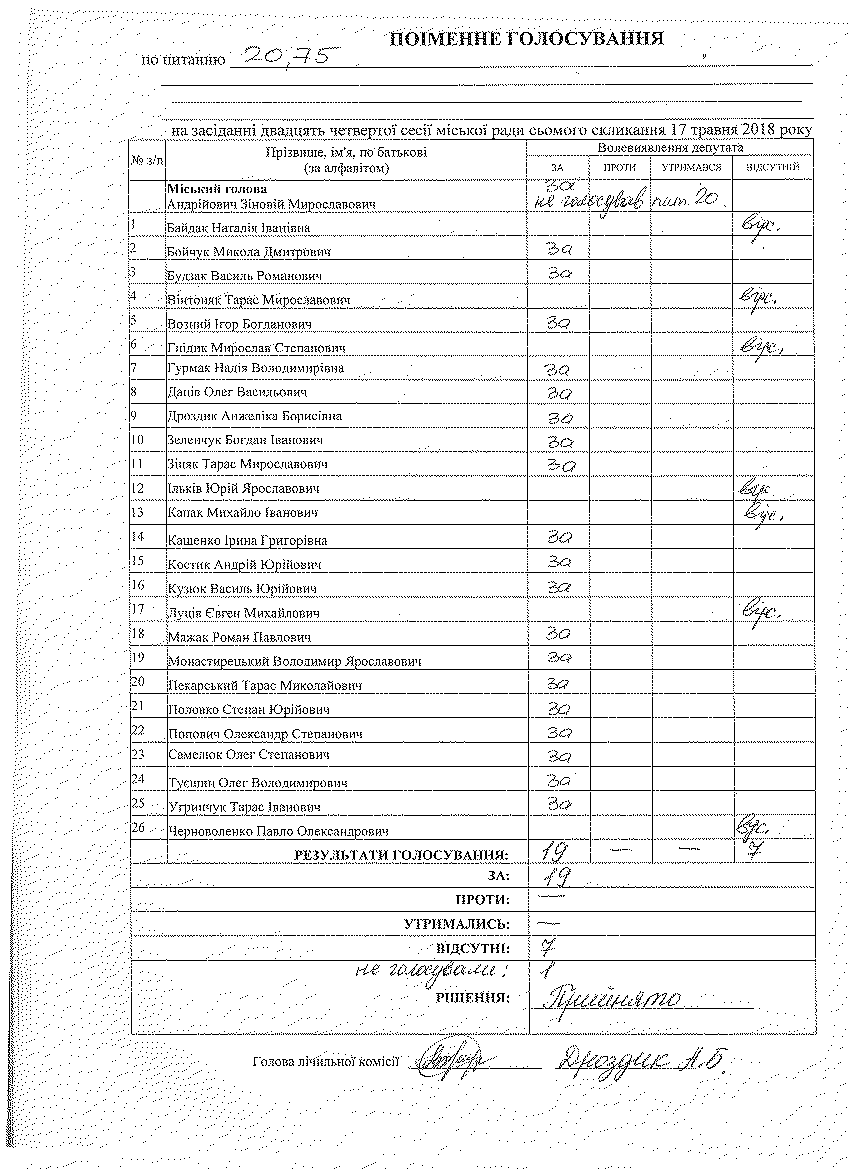 ПОІМЕННЕ ГОЛОСУВАННЯ
по питанню 20,75
на засіданні двадцять четвертої сесії міської ради сьомого скликання 17 травня 2018 року
№ з/п Прізвище, ім'я, по батькові (за алфавітом) Волевиявлення депутата
ЗА ПРОТИ УТРИМАВСЯ ВІДСУТНІЙ
Міський голова за
Андрійович Зіновій Мирославович не голосував пит. 20.
1 Байдак Наталія Іванівна відс.
2 Бойчук Микола Дмитрович за
3 Будзак Василь Романович за
4 Вінтоняк Тарас Мирославович відс.
5 Возний Ігор Богданович за
6 Гнідик Мирослав Степанович відс.
7 Гурмак Надія Володимирівна за
8 Даців Олег Васильович за
9 Дроздик Анжеліка Борисівна за
10 Зеленчук Богдан Іванович за
11 Зіняк Тарас Мирославович за
12 Ільків Юрій Ярославович відс
13 Капак Михайло Іванович відс.
14 Кашенко Ірина Григорівна за
15 Костик Андрій Юрійович за
16 Кузюк Василь Юрійович за
17 Луців Євген Михайлович відс.
18 Мажак Роман Павлович за
19 Монастирецький Володимир Ярославович за
20 Пекарський Тарас Миколайович за
21 Половко Степан Юрійович за
22 Попович Олександр Степанович за
23 Самелюк Олег Степанович за
24 Туєшин Олег Володимирович за
25 Угринчук Тарас Іванович за
26 Черноволенко Павло Олександрович відс.
РЕЗУЛЬТАТИ ГОЛОСУВАННЯ: 19 — — 7
ЗА: 19
ПРОТИ: —
УТРИМАЛИСЬ: —
ВІДСУТНІ: 7
не голосували: 1
РІШЕННЯ: Прийнято
Голова лічильної комісії Дроздик А.Б.